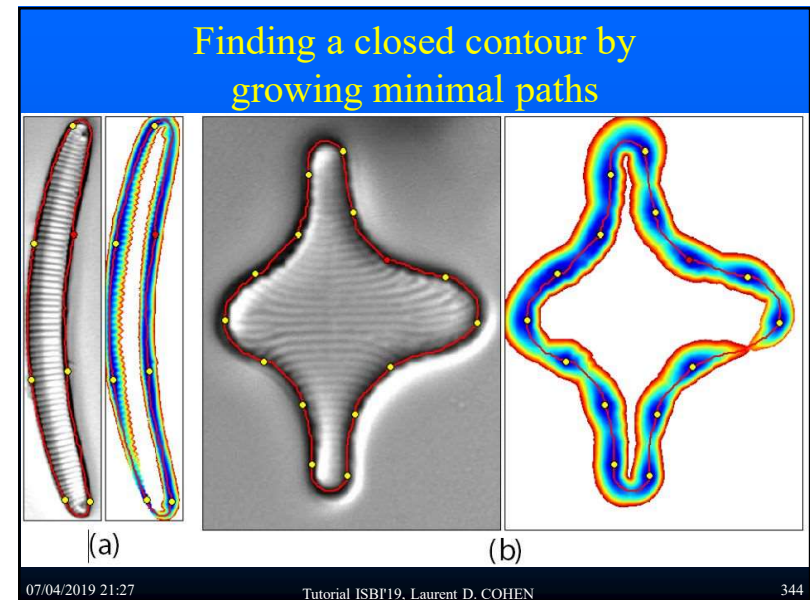 Finding a closed contour by
growing minimal paths
(a)
(b)
07/04/2019 21:27
Tutorial ISBI'19, Laurent D. COHEN
344